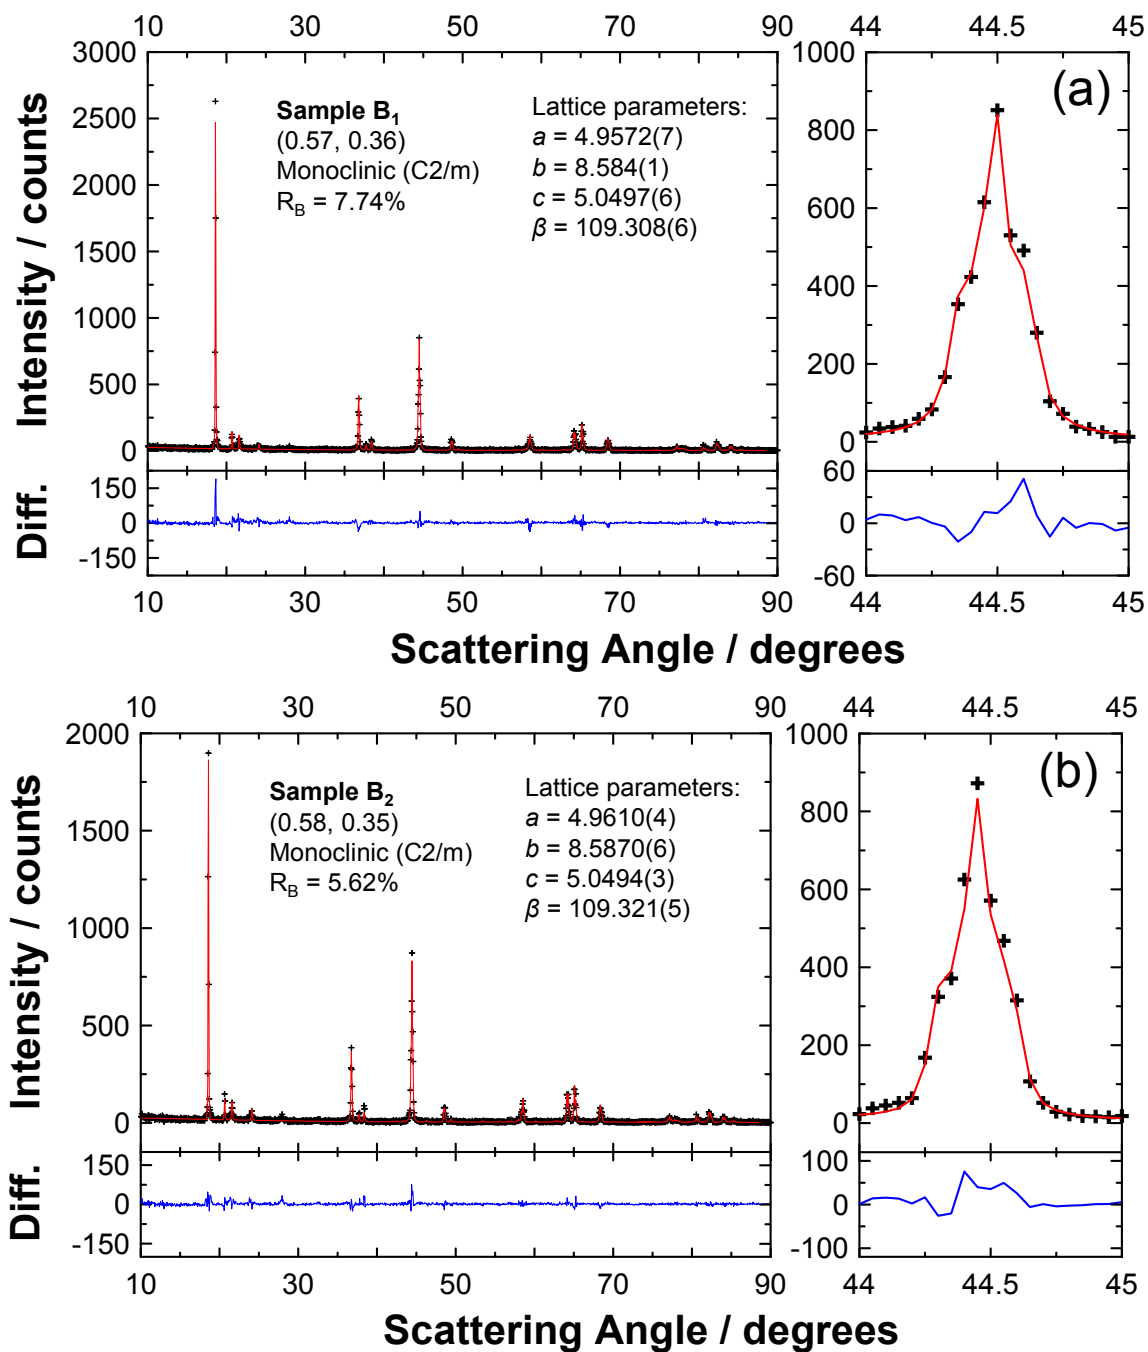 10 30 50 70 90
44 44.5 45
3000
2500
2000
1500
1000
500
0
Intensity / counts
Sample B₁
(0.57, 0.36)
Monoclinic (C2/m)
R_B = 7.74%
Lattice parameters:
a = 4.9572(7)
b = 8.584(1)
c = 5.0497(6)
β = 109.308(6)
1000
800
600
400
200
0
(a)
150
0
-150
Diff.
60
0
-60
10 30 50 70 90
44 44.5 45
Scattering Angle / degrees
10 30 50 70 90
44 44.5 45
2000
1500
1000
500
0
Intensity / counts
Sample B₂
(0.58, 0.35)
Monoclinic (C2/m)
R_B = 5.62%
Lattice parameters:
a = 4.9610(4)
b = 8.5870(6)
c = 5.0494(3)
β = 109.321(5)
1000
800
600
400
200
0
(b)
150
0
-150
Diff.
100
0
-100
10 30 50 70 90
44 44.5 45
Scattering Angle / degrees